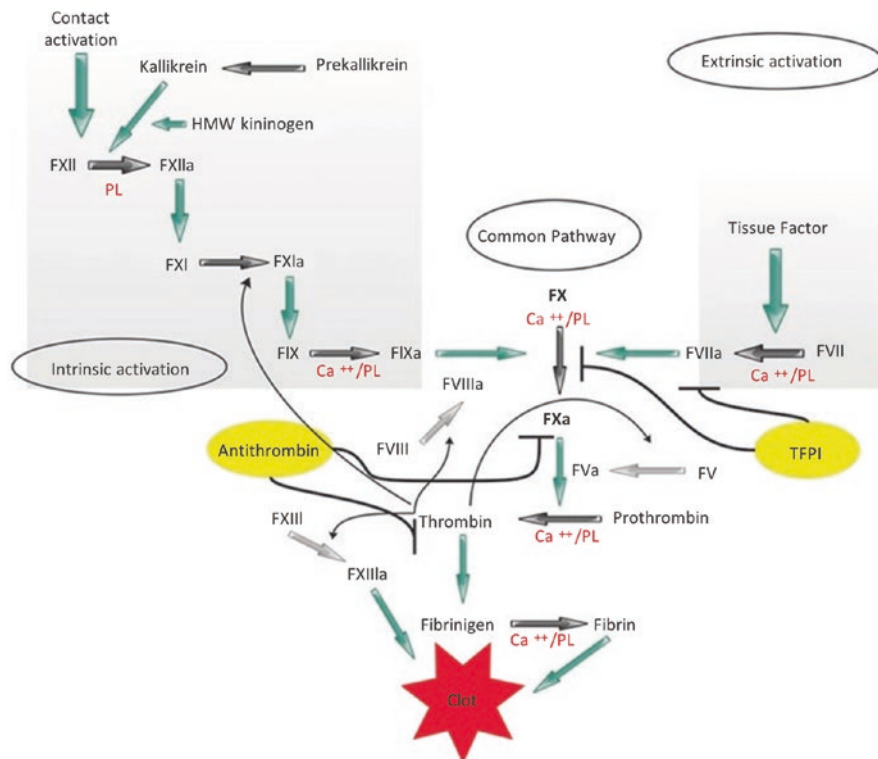 Contact
activation
Kallikrein
Prekallikrein
Extrinsic activation
HMW kininogen
FXII
FXIIa
PL
Tissue Factor
Common Pathway
FXI
FXIa
FX
Ca ++/PL
Intrinsic activation
FIX
FIXa
Ca ++/PL
FVIIa
FVII
Ca ++/PL
FVIIIa
FXa
Antithrombin
FVIII
TFPI
FVa
FV
FXIII
Thrombin
Prothrombin
Ca ++/PL
FXIIIa
Fibrinigen
Fibrin
Ca ++/PL
Clot